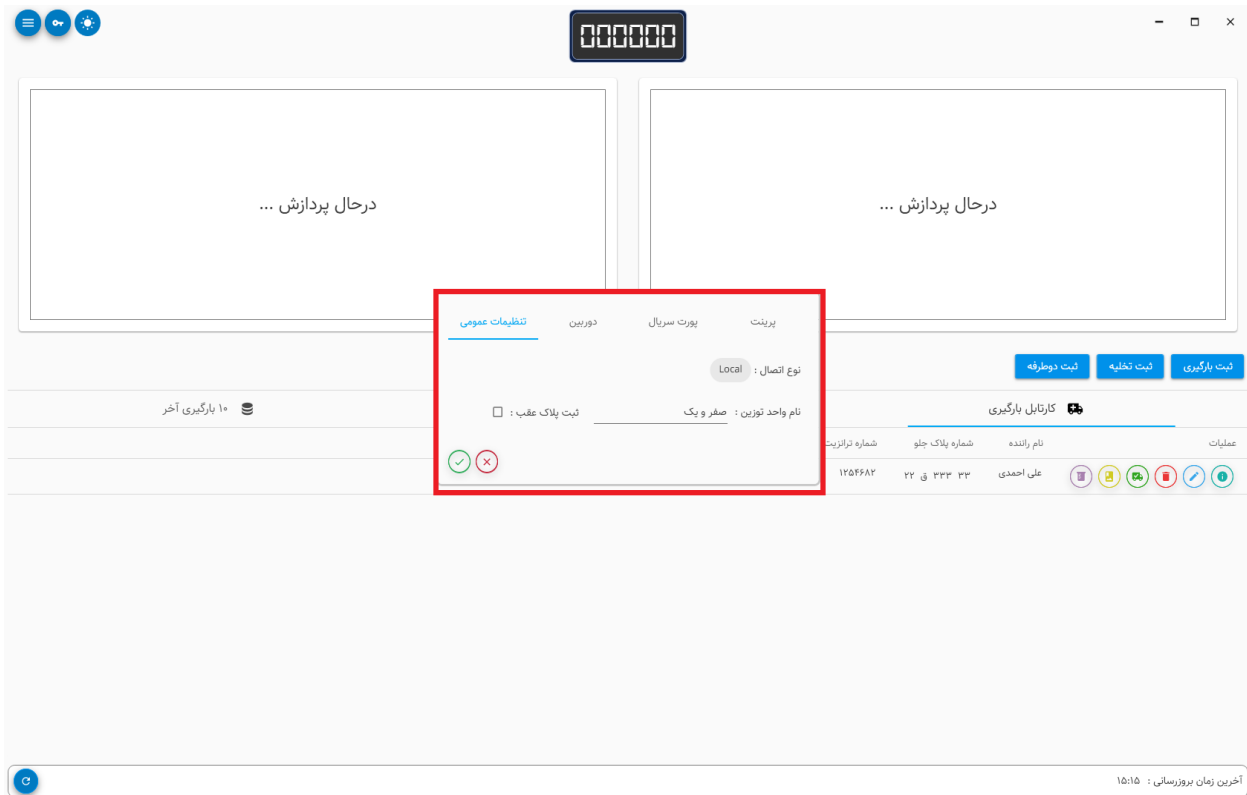 000000
درحال پردازش ...
درحال پردازش ...
پرینت
پورت سریال
دوربین
تنظیمات عمومی
نوع اتصال : Local
نام واحد توزین : صفر و یک
ثبت پلاک عقب :
ثبت بارگیری
ثبت تخلیه
ثبت دوطرفه
کارتابل بارگیری
۱۰ بارگیری آخر
عملیات
نام راننده
شماره پلاک جلو
شماره ترانزیت
علی احمدی
۳۳ ۳۳۳ ق ۲۲
۱۲۵۴۶۸۲
آخرین زمان بروزرسانی : ۱۵:۱۵